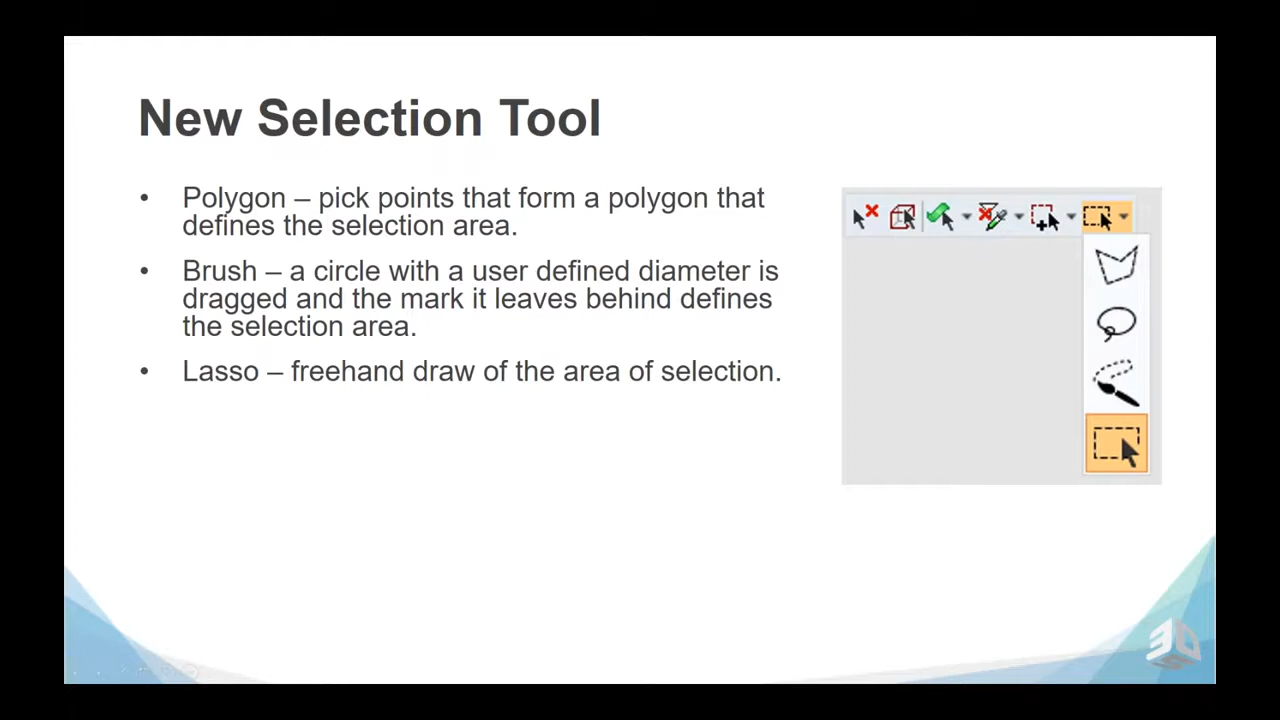 New Selection Tool
• Polygon – pick points that form a polygon that
defines the selection area.
• Brush – a circle with a user defined diameter is
dragged and the mark it leaves behind defines
the selection area.
• Lasso – freehand draw of the area of selection.
3D
S